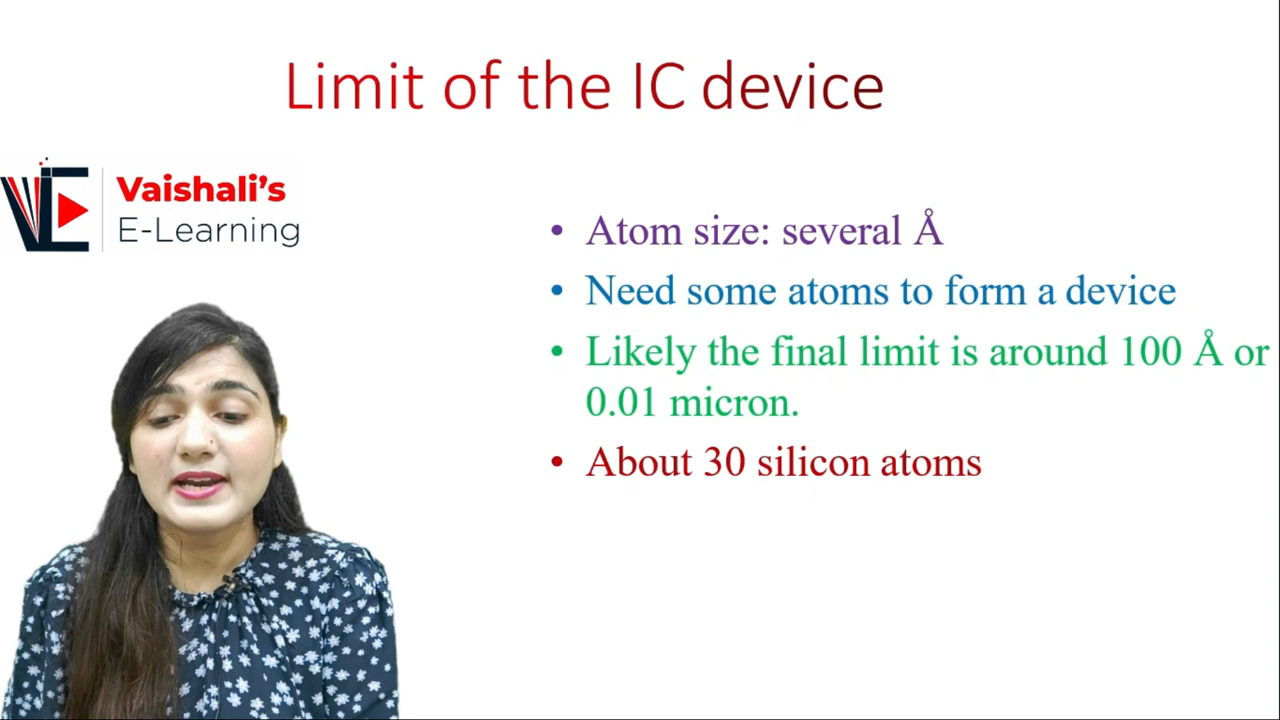 Limit of the IC device
Vaishali's
E-Learning
• Atom size: several Å
• Need some atoms to form a device
• Likely the final limit is around 100 Å or
0.01 micron.
• About 30 silicon atoms